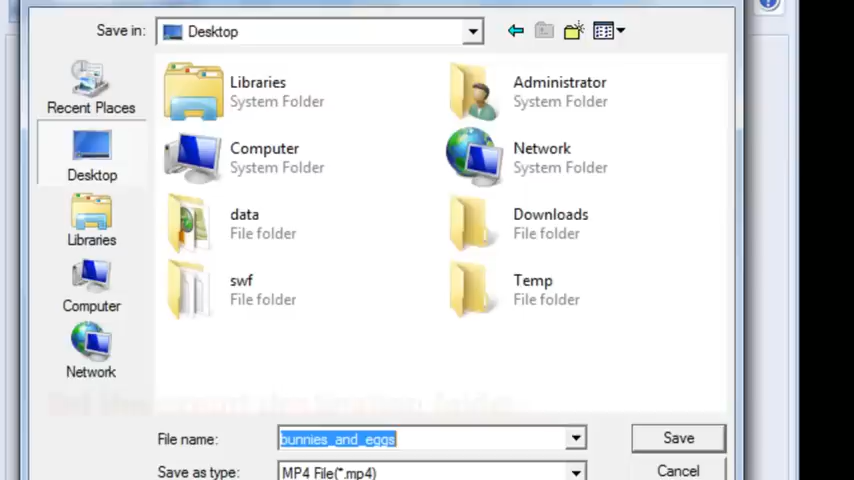 Save in: Desktop
Libraries
System Folder
Administrator
System Folder
Recent Places
Computer
System Folder
Network
System Folder
Desktop
data
File folder
Downloads
File folder
Libraries
swf
File folder
Temp
File folder
Computer
Network
File name: bunnies_and_eggs Save
Save as type: MP4 File(*.mp4) Cancel